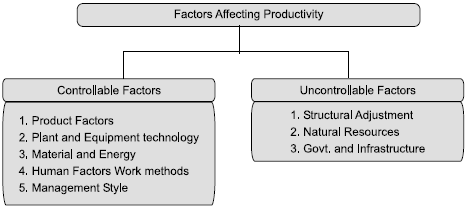 Factors Affecting Productivity
Controllable Factors
1. Product Factors
2. Plant and Equipment technology
3, Material and Energy
4. Human Factors Work methods
5. Management Style
Uncontrollable Factors
1. Structural Adjustment
2. Natural Resources
3. Govt. and Infrastructure